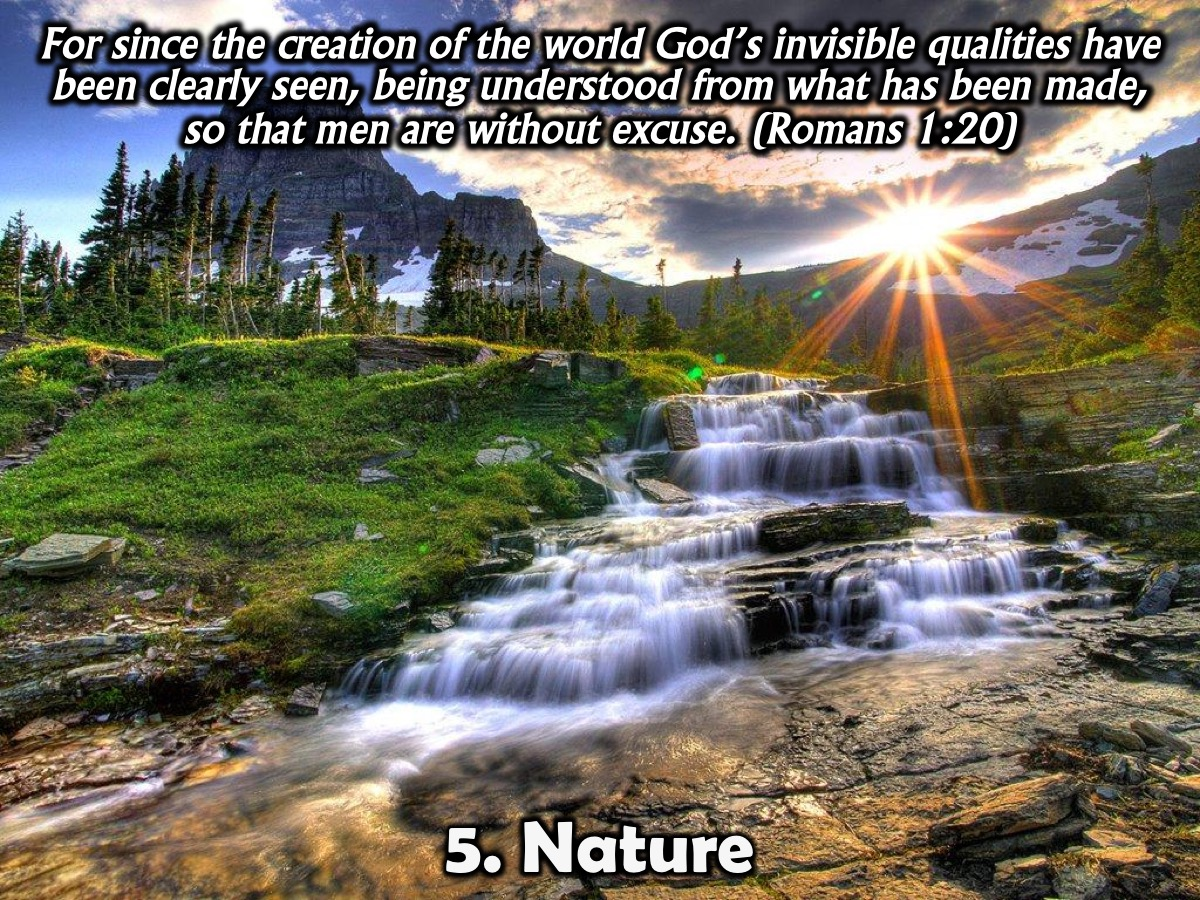 For since the creation of the world God’s invisible qualities have
been clearly seen, being understood from what has been made,
so that men are without excuse. (Romans 1:20)
5. Nature